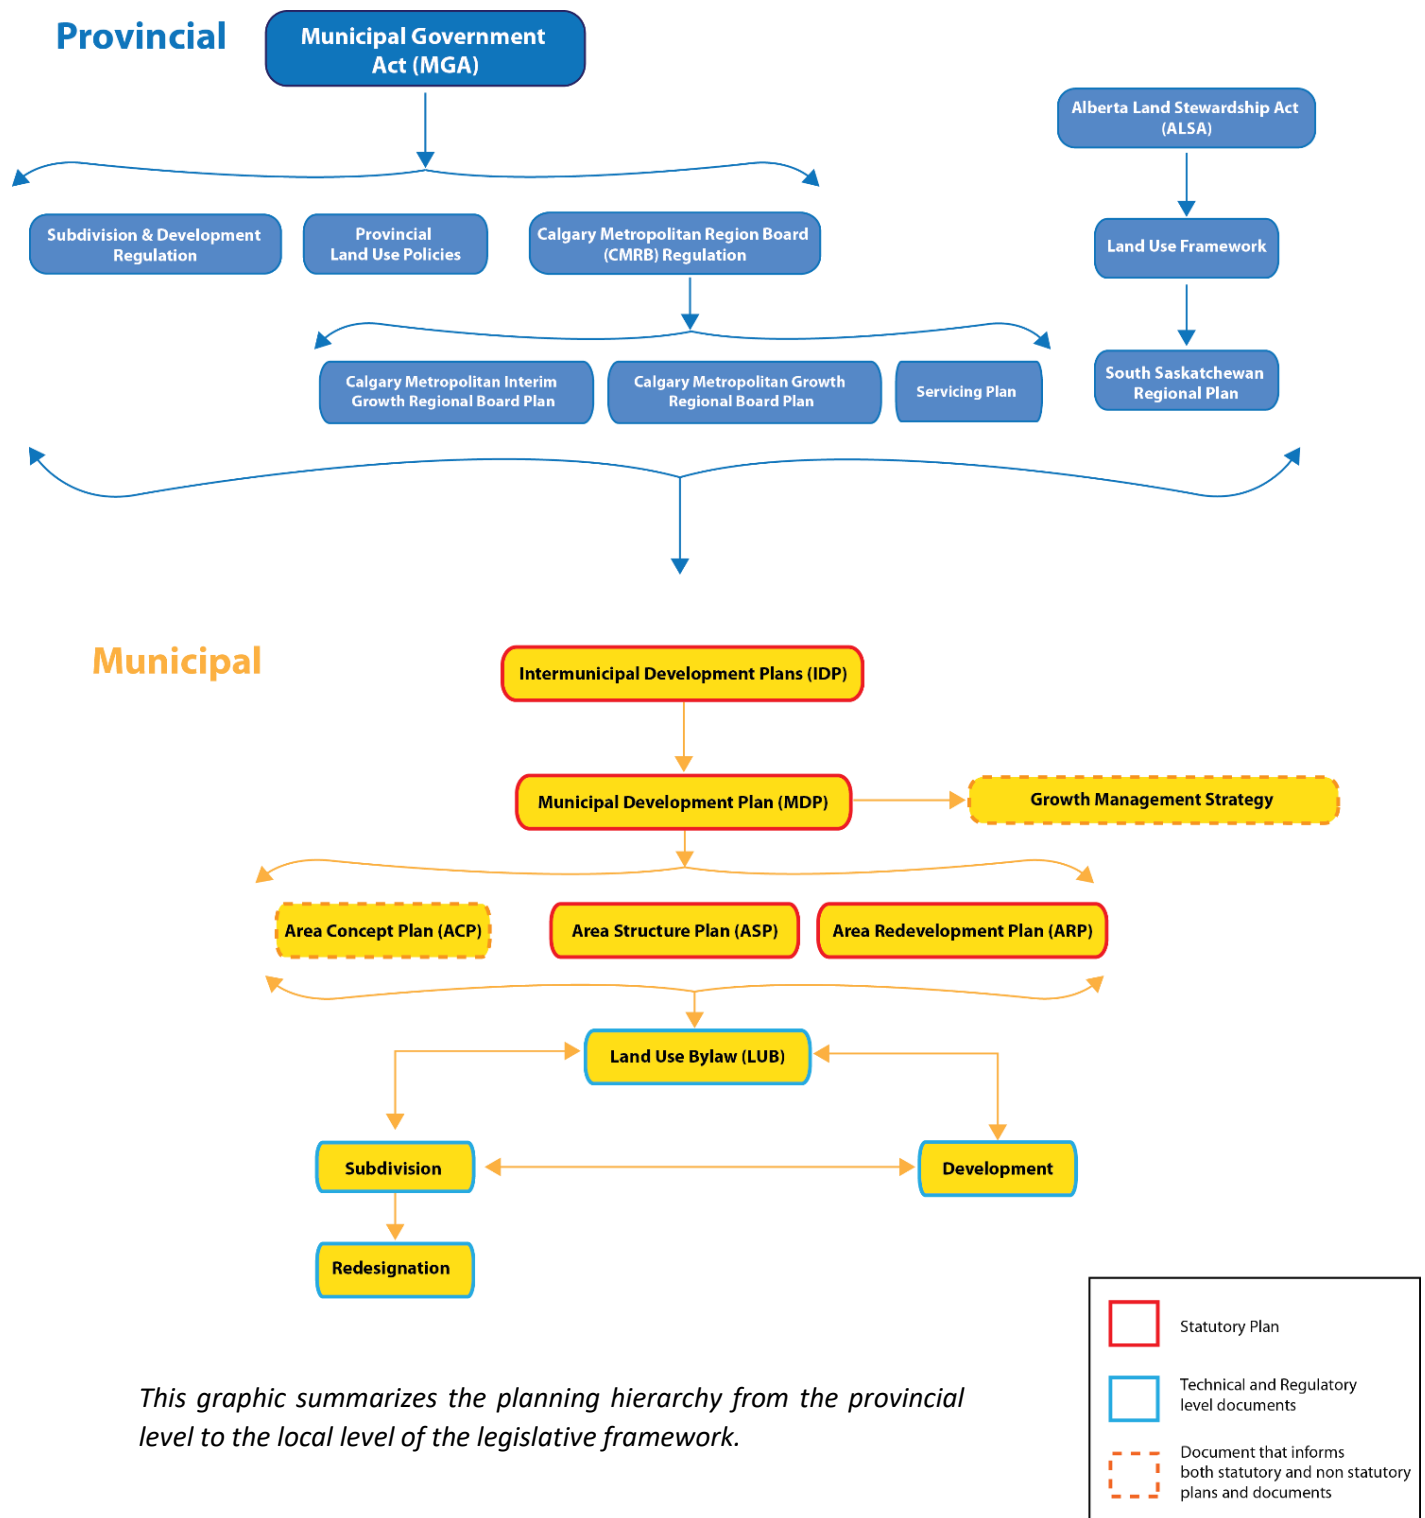 Provincial
Municipal Government
Act (MGA)
Alberta Land Stewardship Act
(ALSA)
Subdivision & Development
Regulation
Provincial
Land Use Policies
Calgary Metropolitan Region Board
(CMRB) Regulation
Land Use Framework
Calgary Metropolitan Interim
Growth Regional Board Plan
Calgary Metropolitan Growth
Regional Board Plan
Servicing Plan
South Saskatchewan
Regional Plan
Municipal
Intermunicipal Development Plans (IDP)
Municipal Development Plan (MDP)
Growth Management Strategy
Area Concept Plan (ACP)
Area Structure Plan (ASP)
Area Redevelopment Plan (ARP)
Land Use Bylaw (LUB)
Subdivision
Development
Redesignation
Statutory Plan
Technical and Regulatory
level documents
Document that informs
both statutory and non statutory
plans and documents
This graphic summarizes the planning hierarchy from the provincial
level to the local level of the legislative framework.